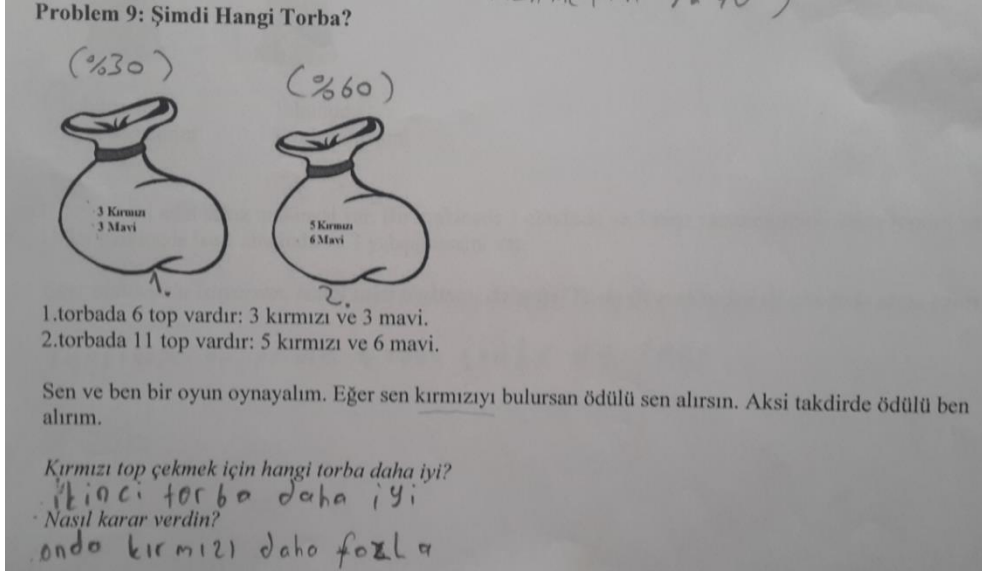 Problem 9: Şimdi Hangi Torba?
(%30)
(%60)
3 Kırmızı
3 Mavi
5 Kırmızı
6 Mavi
1.
2.
1.torbada 6 top vardır: 3 kırmızı ve 3 mavi.
2.torbada 11 top vardır: 5 kırmızı ve 6 mavi.
Sen ve ben bir oyun oynayalım. Eğer sen kırmızıyı bulursan ödülü sen alırsın. Aksi takdirde ödülü ben
alırım.
Kırmızı top çekmek için hangi torba daha iyi?
ikinci torba daha iyi
Nasıl karar verdin?
onda kırmızı daha fazla